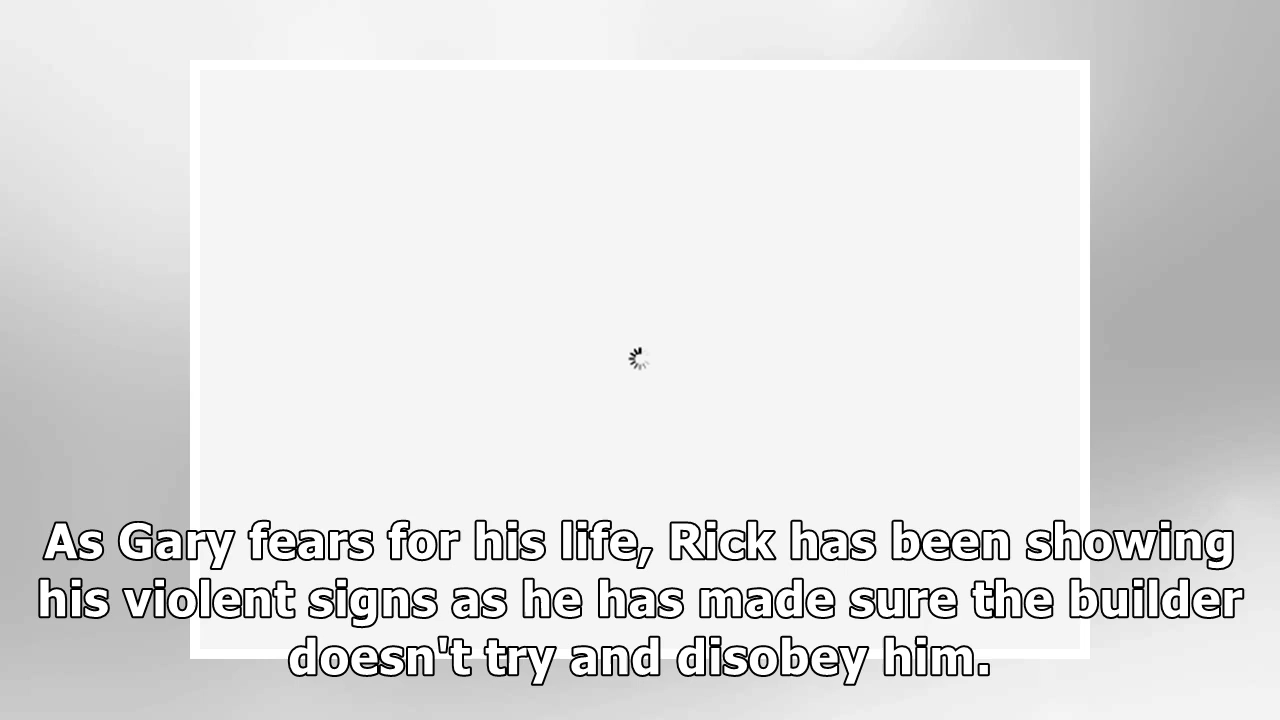 As Gary fears for his life, Rick has been showing
his violent signs as he has made sure the builder
doesn't try and disobey him.